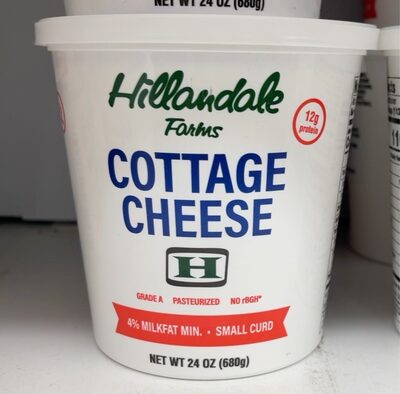 NET WT 24 OZ (680g)
Hillandale
Farms
12g
protein
COTTAGE
CHEESE
H
GRADE A PASTEURIZED NO rBGH*
4% MILKFAT MIN. • SMALL CURD
NET WT 24 OZ (680g)